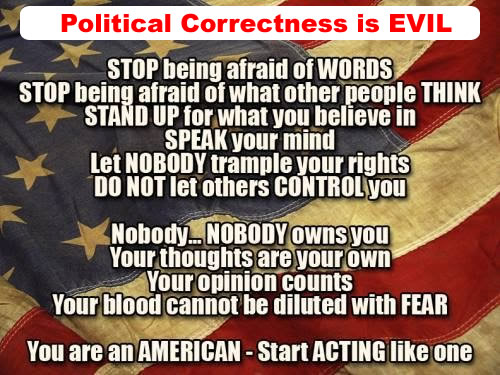 Political Correctness is EVIL
STOP being afraid of WORDS
STOP being afraid of what other people THINK
STAND UP for what you believe in
SPEAK your mind
Let NOBODY trample your rights
DO NOT let others CONTROL you
Nobody... NOBODY owns you
Your thoughts are your own
Your opinion counts
Your blood cannot be diluted with FEAR
You are an AMERICAN - Start ACTING like one